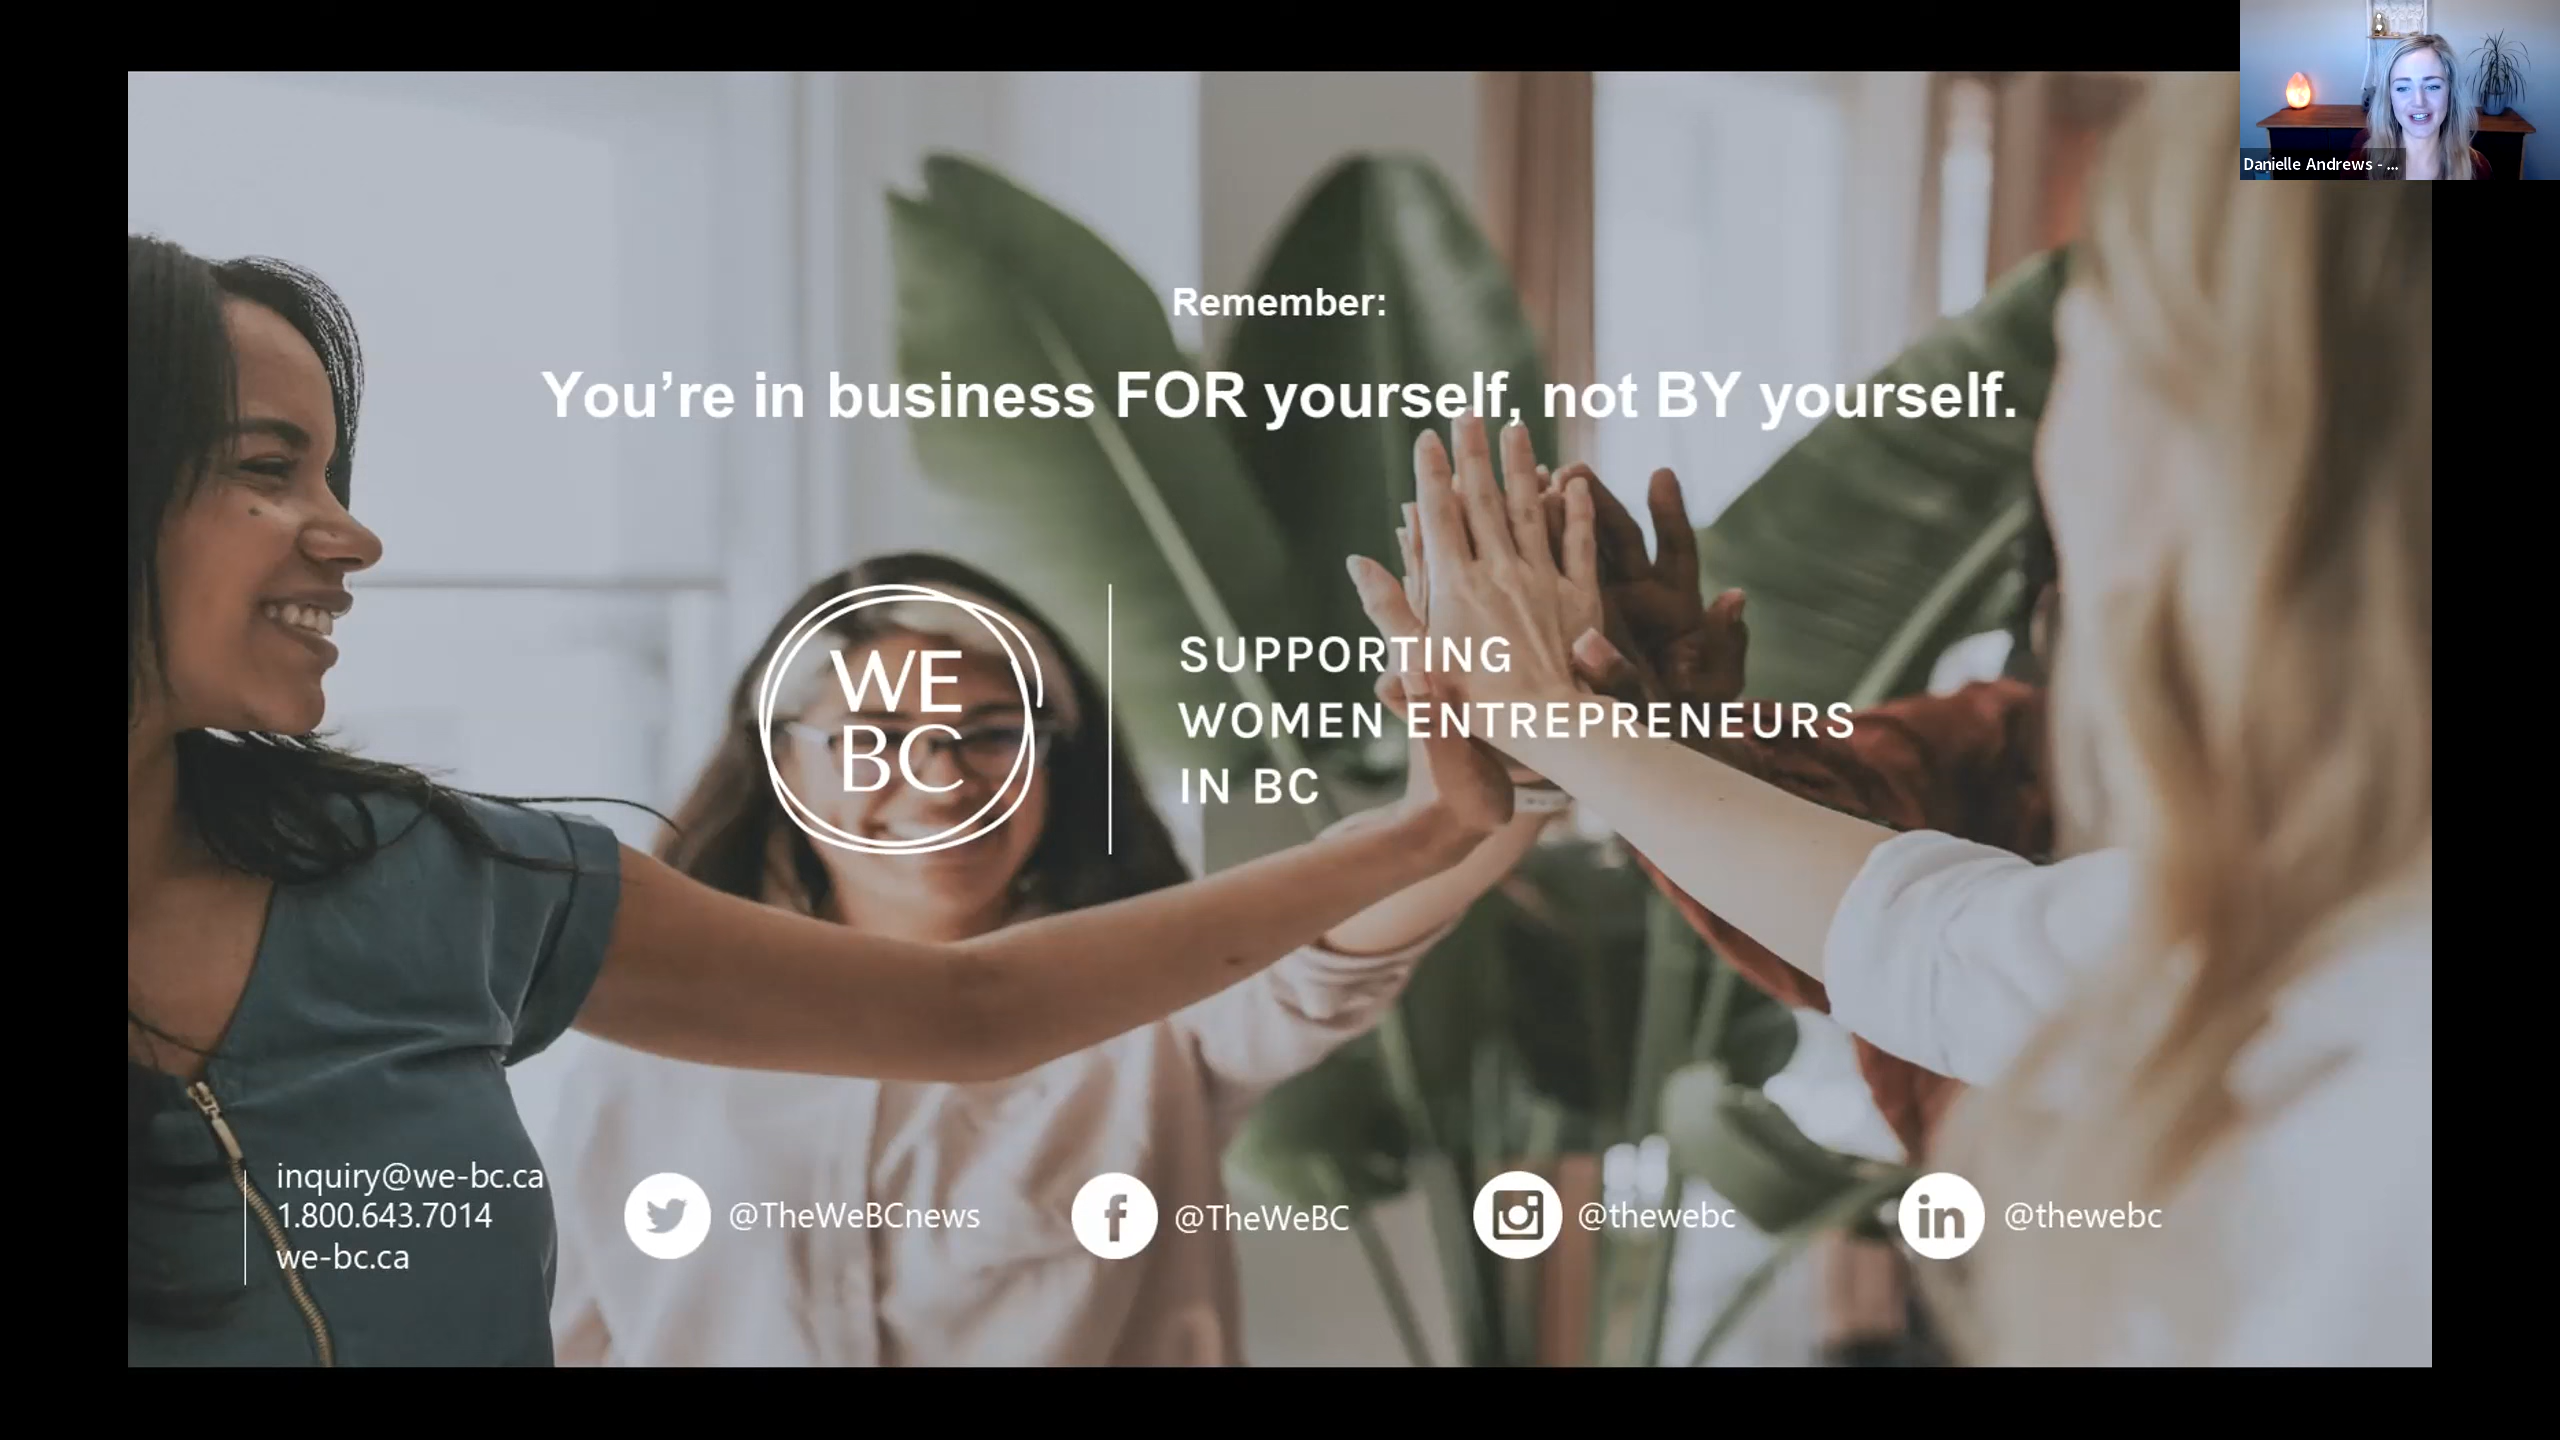 Danielle Andrews - ...
Remember:
You’re in business FOR yourself, not BY yourself.
WE
BC
SUPPORTING
WOMEN ENTREPRENEURS
IN BC
inquiry@we-bc.ca
1.800.643.7014
we-bc.ca
@TheWeBCnews
@TheWeBC
@thewebc
@thewebc